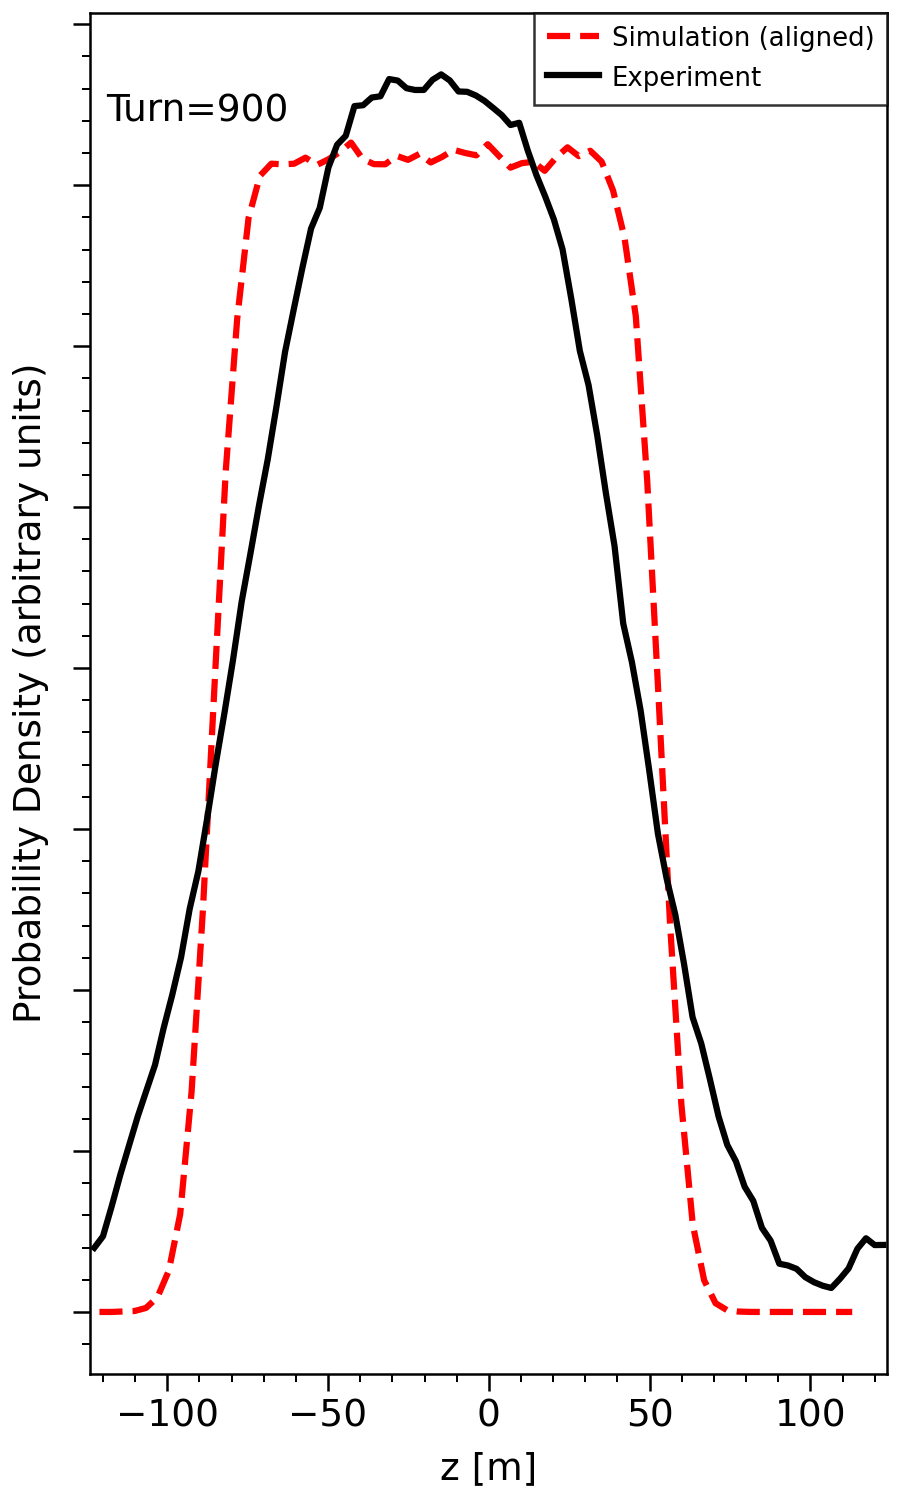 Simulation (aligned)
Experiment
Turn=900
Probability Density (arbitrary units)
−100 −50 0 50 100
z [m]